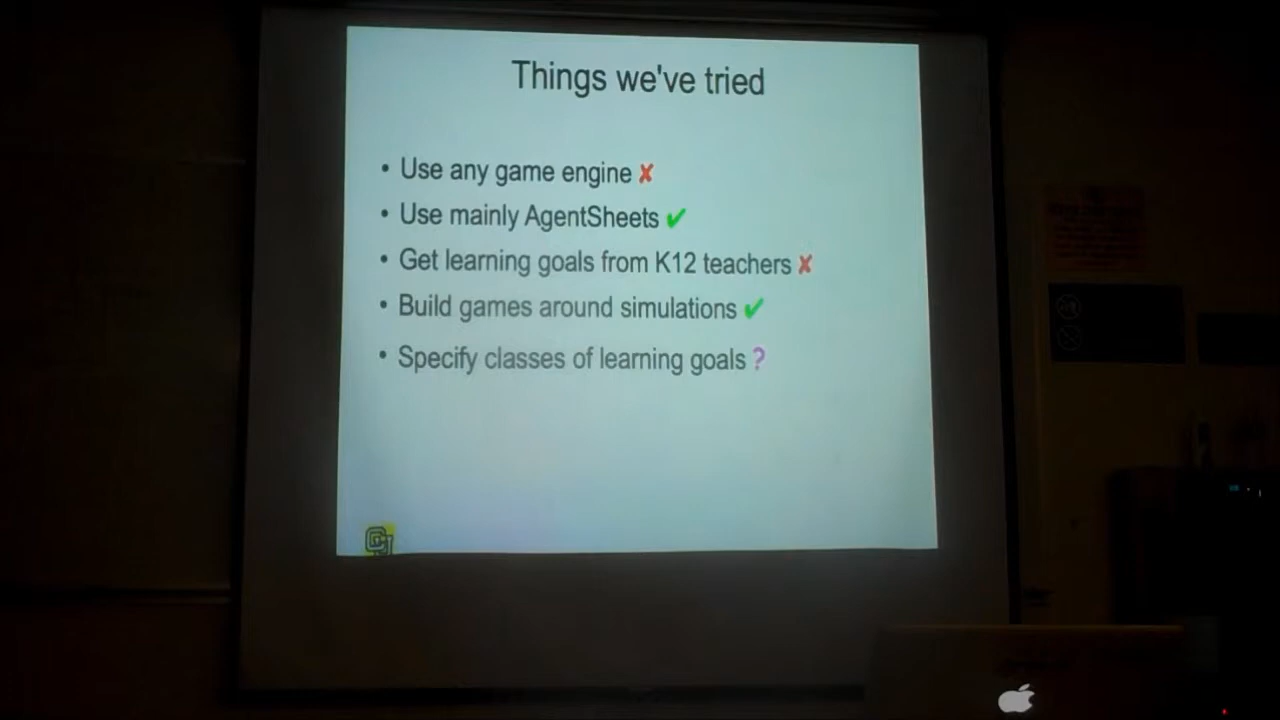 Things we've tried
• Use any game engine ✘
• Use mainly AgentSheets ✔
• Get learning goals from K12 teachers ✘
• Build games around simulations ✔
• Specify classes of learning goals ?
CU